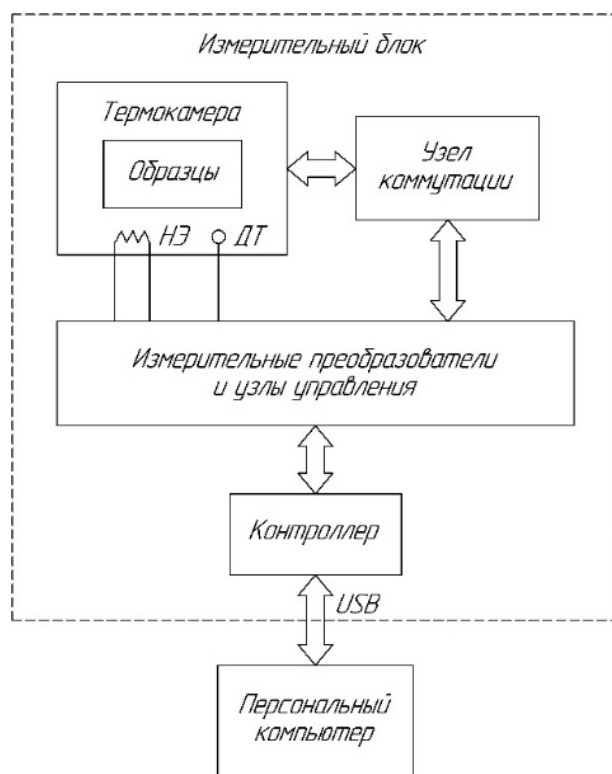 Измерительный блок
Термокамера
Образцы
НЭ
ДТ
Узел
коммутации
Измерительные преобразователи
и узлы управления
Контроллер
USB
Персональный
компьютер